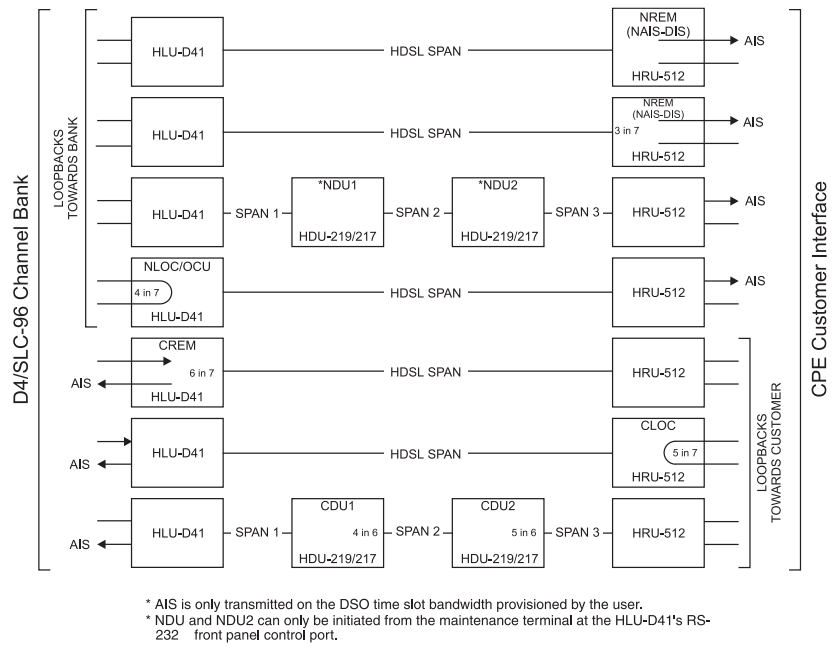 D4/SLC-96 Channel Bank
LOOPBACKS
TOWARDS BANK
HLU-D41
HDSL SPAN
NREM
(NAIS-DIS)
HRU-512
AIS
HLU-D41
HDSL SPAN
NREM
(NAIS-DIS)
3 in 7
HRU-512
AIS
HLU-D41
SPAN 1
*NDU1
HDU-219/217
SPAN 2
*NDU2
HDU-219/217
SPAN 3
HRU-512
AIS
NLOC/OCU
4 in 7
HLU-D41
HDSL SPAN
HRU-512
AIS
AIS
CREM
6 in 7
HLU-D41
HDSL SPAN
HRU-512
AIS
HLU-D41
HDSL SPAN
CLOC
5 in 7
HRU-512
AIS
HLU-D41
SPAN 1
CDU1
4 in 6
HDU-219/217
SPAN 2
CDU2
5 in 6
HDU-219/217
SPAN 3
HRU-512
LOOPBACKS
TOWARDS CUSTOMER
CPE Customer Interface
* AIS is only transmitted on the DSO time slot bandwidth provisioned by the user.
* NDU and NDU2 can only be initiated from the maintenance terminal at the HLU-D41's RS-
232 front panel control port.